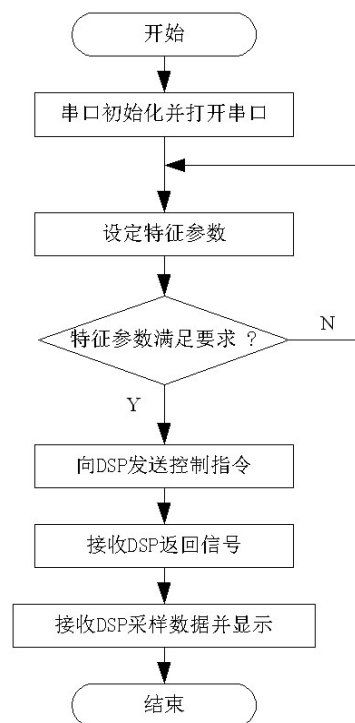 开始
串口初始化并打开串口
设定特征参数
特征参数满足要求 ?
N
Y
向DSP发送控制指令
接收DSP返回信号
接收DSP采样数据并显示
结束